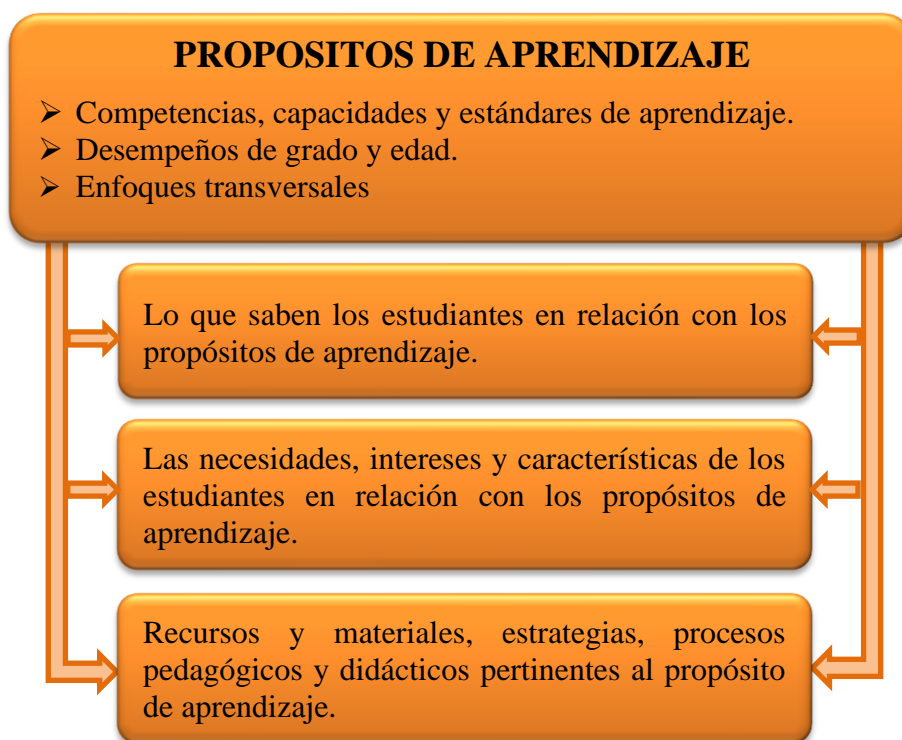 PROPOSITOS DE APRENDIZAJE
➢ Competencias, capacidades y estándares de aprendizaje.
➢ Desempeños de grado y edad.
➢ Enfoques transversales
Lo que saben los estudiantes en relación con los
propósitos de aprendizaje.
Las necesidades, intereses y características de los
estudiantes en relación con los propósitos de
aprendizaje.
Recursos y materiales, estrategias, procesos
pedagógicos y didácticos pertinentes al propósito
de aprendizaje.